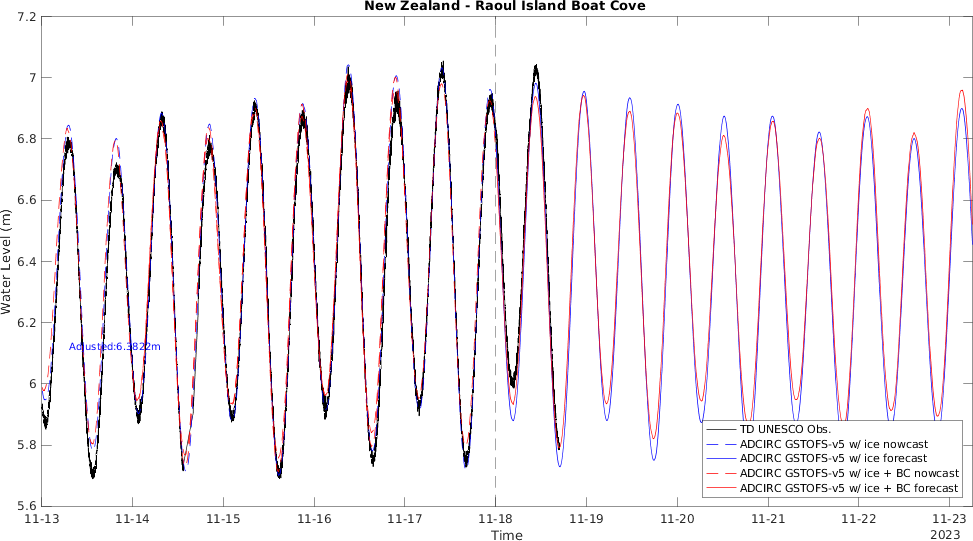 New Zealand - Raoul Island Boat Cove
7.2
7
6.8
6.6
6.4
6.2
6
5.8
5.6
Water Level (m)
Adjusted:6.3822m
TD UNESCO Obs.
ADCIRC GSTOFS-v5 w/ ice nowcast
ADCIRC GSTOFS-v5 w/ ice forecast
ADCIRC GSTOFS-v5 w/ ice + BC nowcast
ADCIRC GSTOFS-v5 w/ ice + BC forecast
11-13 11-14 11-15 11-16 11-17 11-18 11-19 11-20 11-21 11-22 11-23
Time
2023